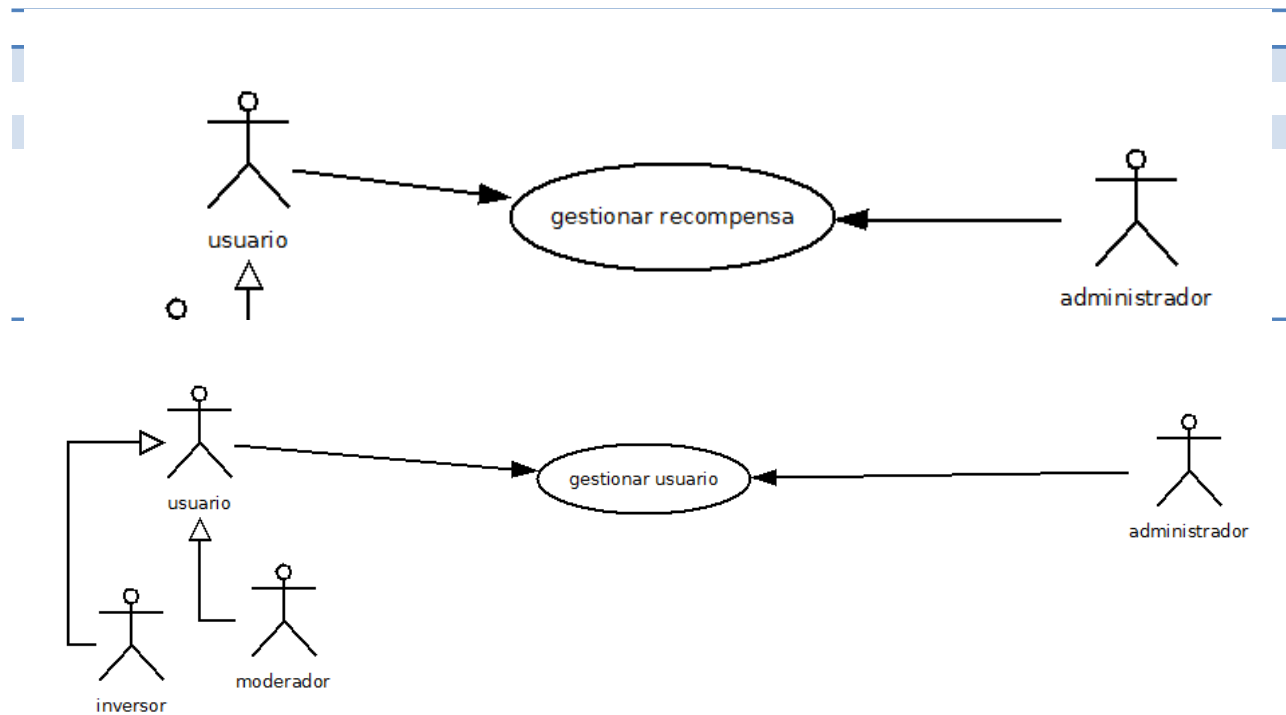 gestionar recompensa
usuario
administrador
usuario
gestionar usuario
administrador
moderador
inversor